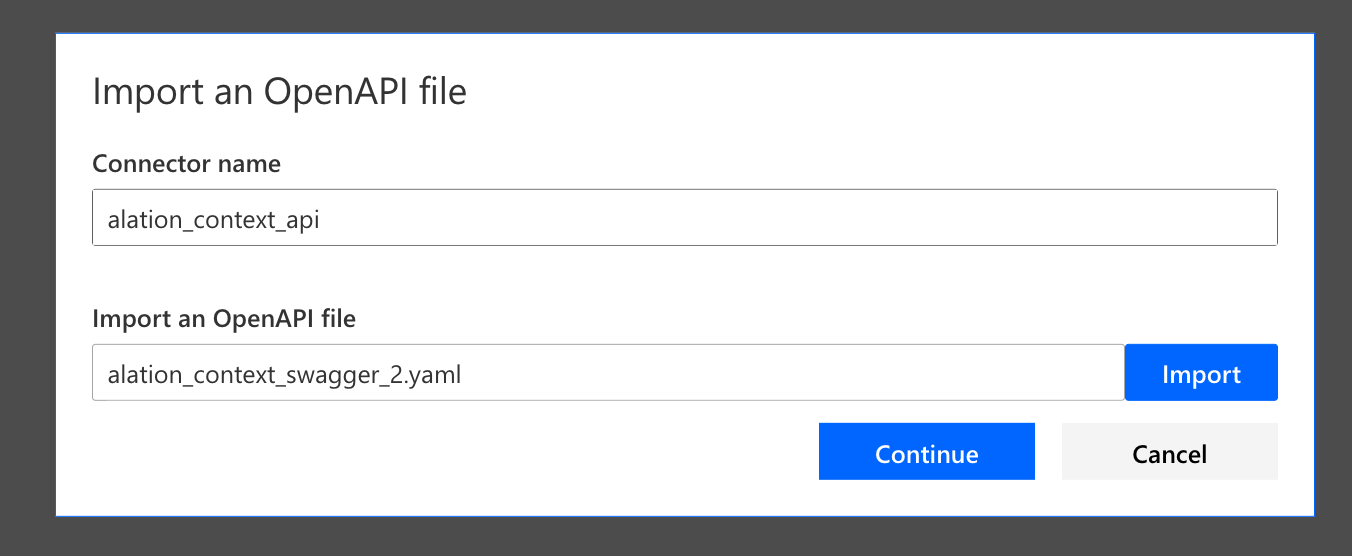 Import an OpenAPI file
Connector name
alation_context_api
Import an OpenAPI file
alation_context_swagger_2.yaml
Import
Continue
Cancel